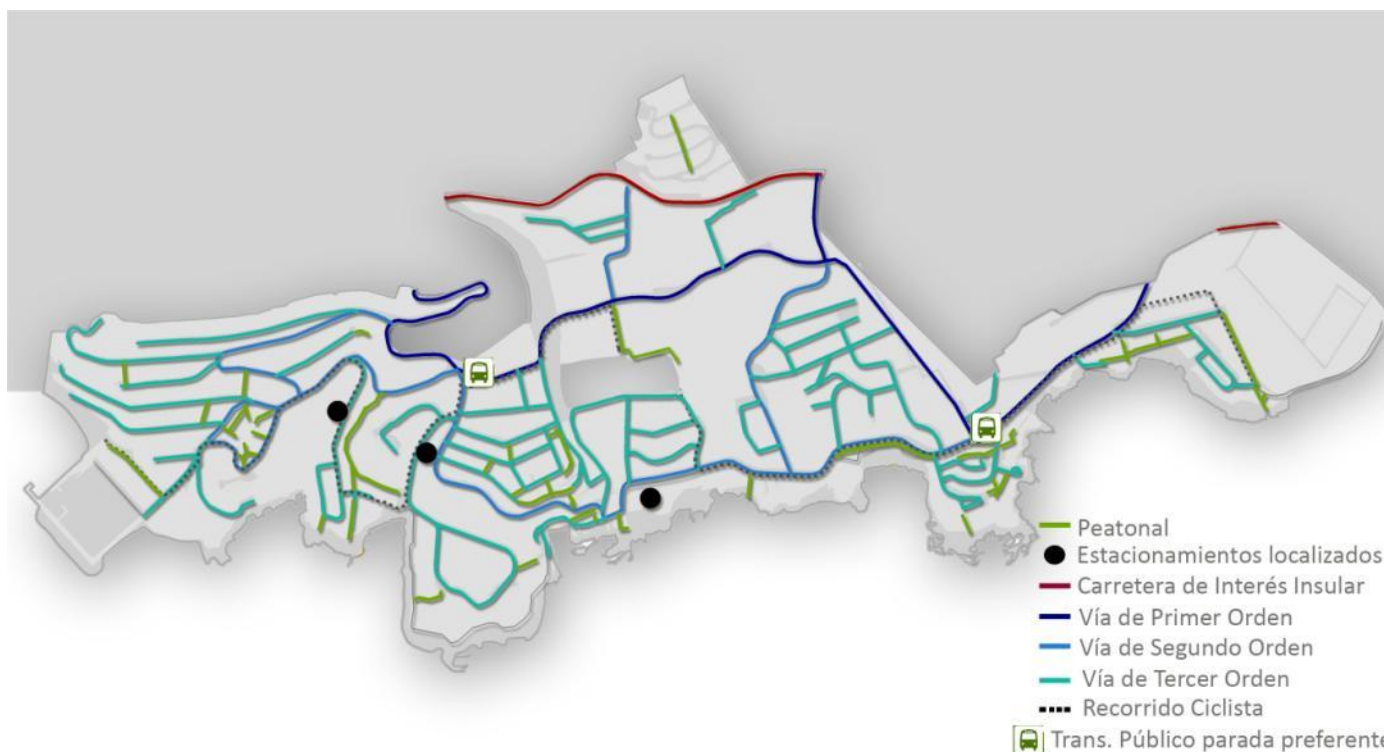 Peatonal
Estacionamientos localizados
Carretera de Interés Insular
Vía de Primer Orden
Vía de Segundo Orden
Vía de Tercer Orden
Recorrido Ciclista
Trans. Público parada preferente